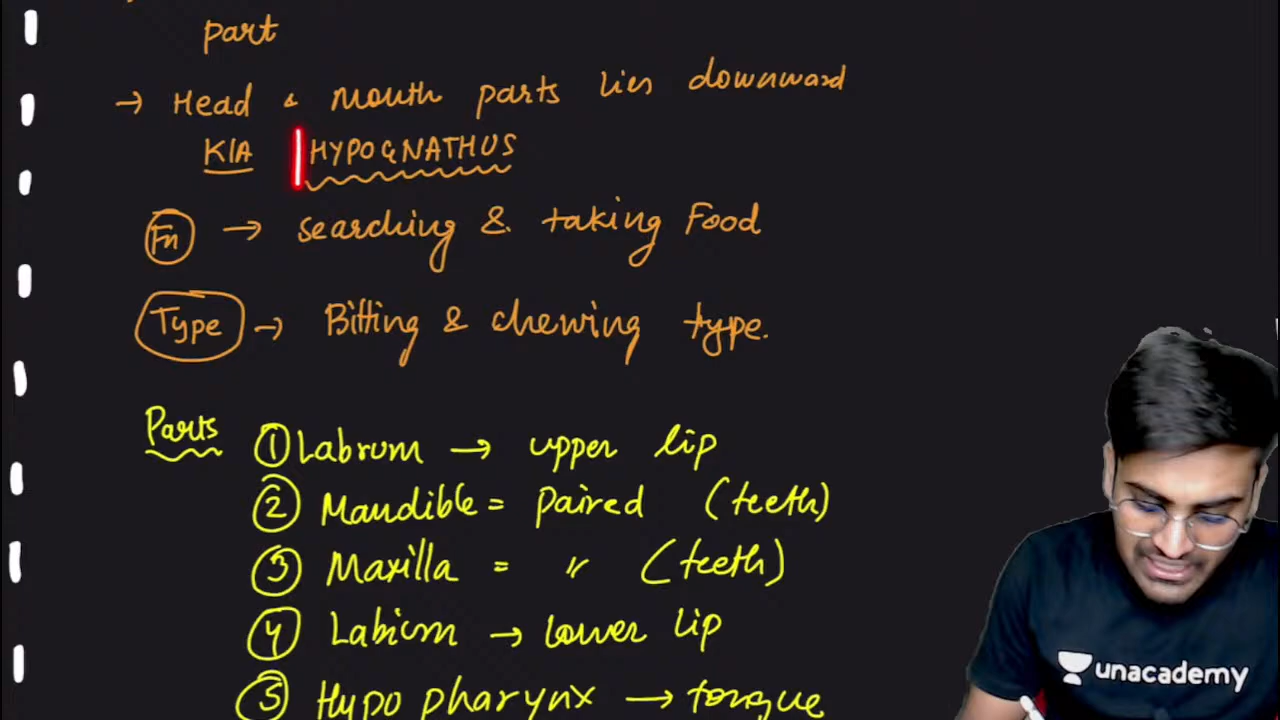 part
→ Head & Mouth parts lies downward
KIA HYPOGNATHUS
Fn → searching & taking Food
Type → Bitting & chewing type.
Parts ① Labrum → upper lip
② Mandible = Paired (teeth)
③ Maxilla = " (teeth)
④ Labium → lower lip
⑤ Hypo pharynx → tongue
unacademy